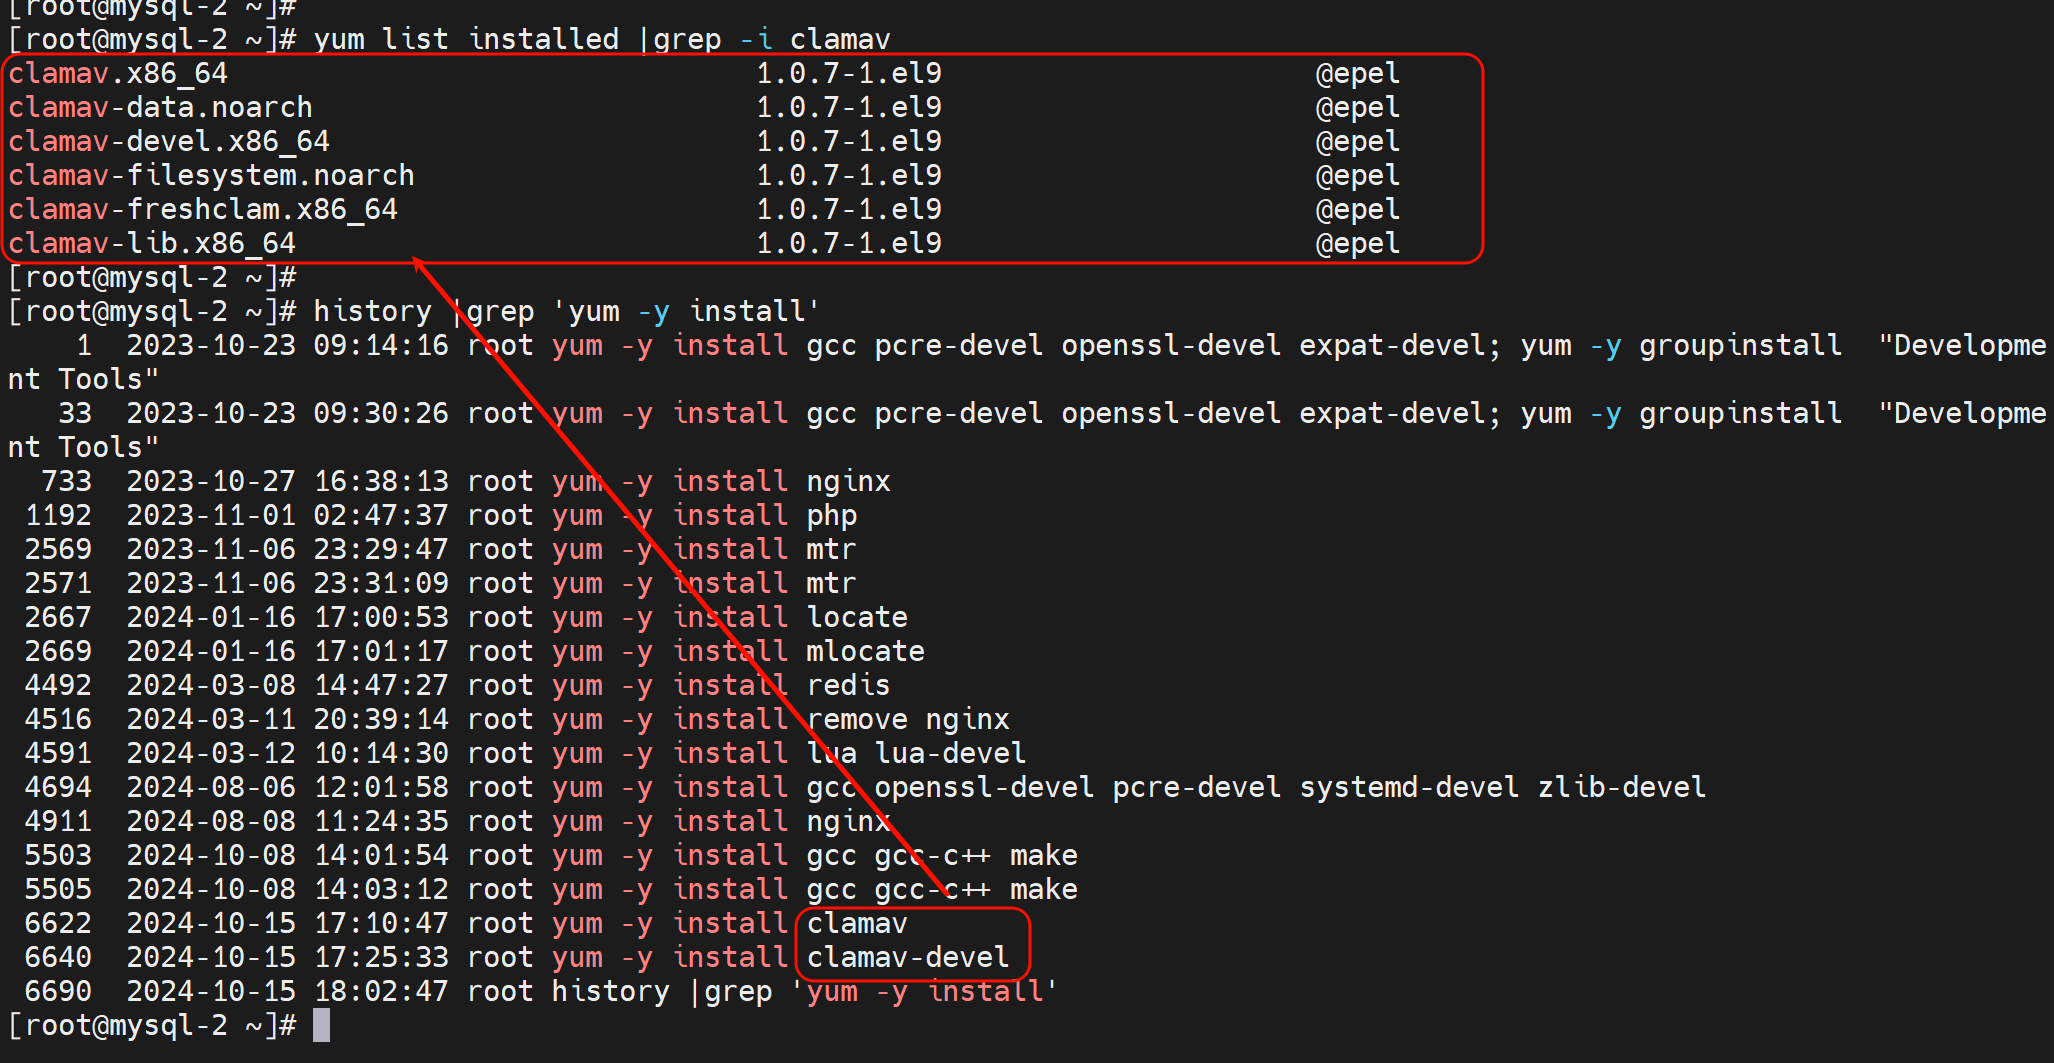 [root@mysql-2 ~]#
[root@mysql-2 ~]# yum list installed |grep -i clamav
clamav.x86_64 1.0.7-1.el9 @epel
clamav-data.noarch 1.0.7-1.el9 @epel
clamav-devel.x86_64 1.0.7-1.el9 @epel
clamav-filesystem.noarch 1.0.7-1.el9 @epel
clamav-freshclam.x86_64 1.0.7-1.el9 @epel
clamav-lib.x86_64 1.0.7-1.el9 @epel
[root@mysql-2 ~]#
[root@mysql-2 ~]# history |grep 'yum -y install'
1 2023-10-23 09:14:16 root yum -y install gcc pcre-devel openssl-devel expat-devel; yum -y groupinstall "Developme
nt Tools"
33 2023-10-23 09:30:26 root yum -y install gcc pcre-devel openssl-devel expat-devel; yum -y groupinstall "Developme
nt Tools"
733 2023-10-27 16:38:13 root yum -y install nginx
1192 2023-11-01 02:47:37 root yum -y install php
2569 2023-11-06 23:29:47 root yum -y install mtr
2571 2023-11-06 23:31:09 root yum -y install mtr
2667 2024-01-16 17:00:53 root yum -y install locate
2669 2024-01-16 17:01:17 root yum -y install mlocate
4492 2024-03-08 14:47:27 root yum -y install redis
4516 2024-03-11 20:39:14 root yum -y install remove nginx
4591 2024-03-12 10:14:30 root yum -y install lua lua-devel
4694 2024-08-06 12:01:58 root yum -y install gcc openssl-devel pcre-devel systemd-devel zlib-devel
4911 2024-08-08 11:24:35 root yum -y install nginx
5503 2024-10-08 14:01:54 root yum -y install gcc gcc-c++ make
5505 2024-10-08 14:03:12 root yum -y install gcc gcc-c++ make
6622 2024-10-15 17:10:47 root yum -y install clamav
6640 2024-10-15 17:25:33 root yum -y install clamav-devel
6690 2024-10-15 18:02:47 root history |grep 'yum -y install'
[root@mysql-2 ~]#